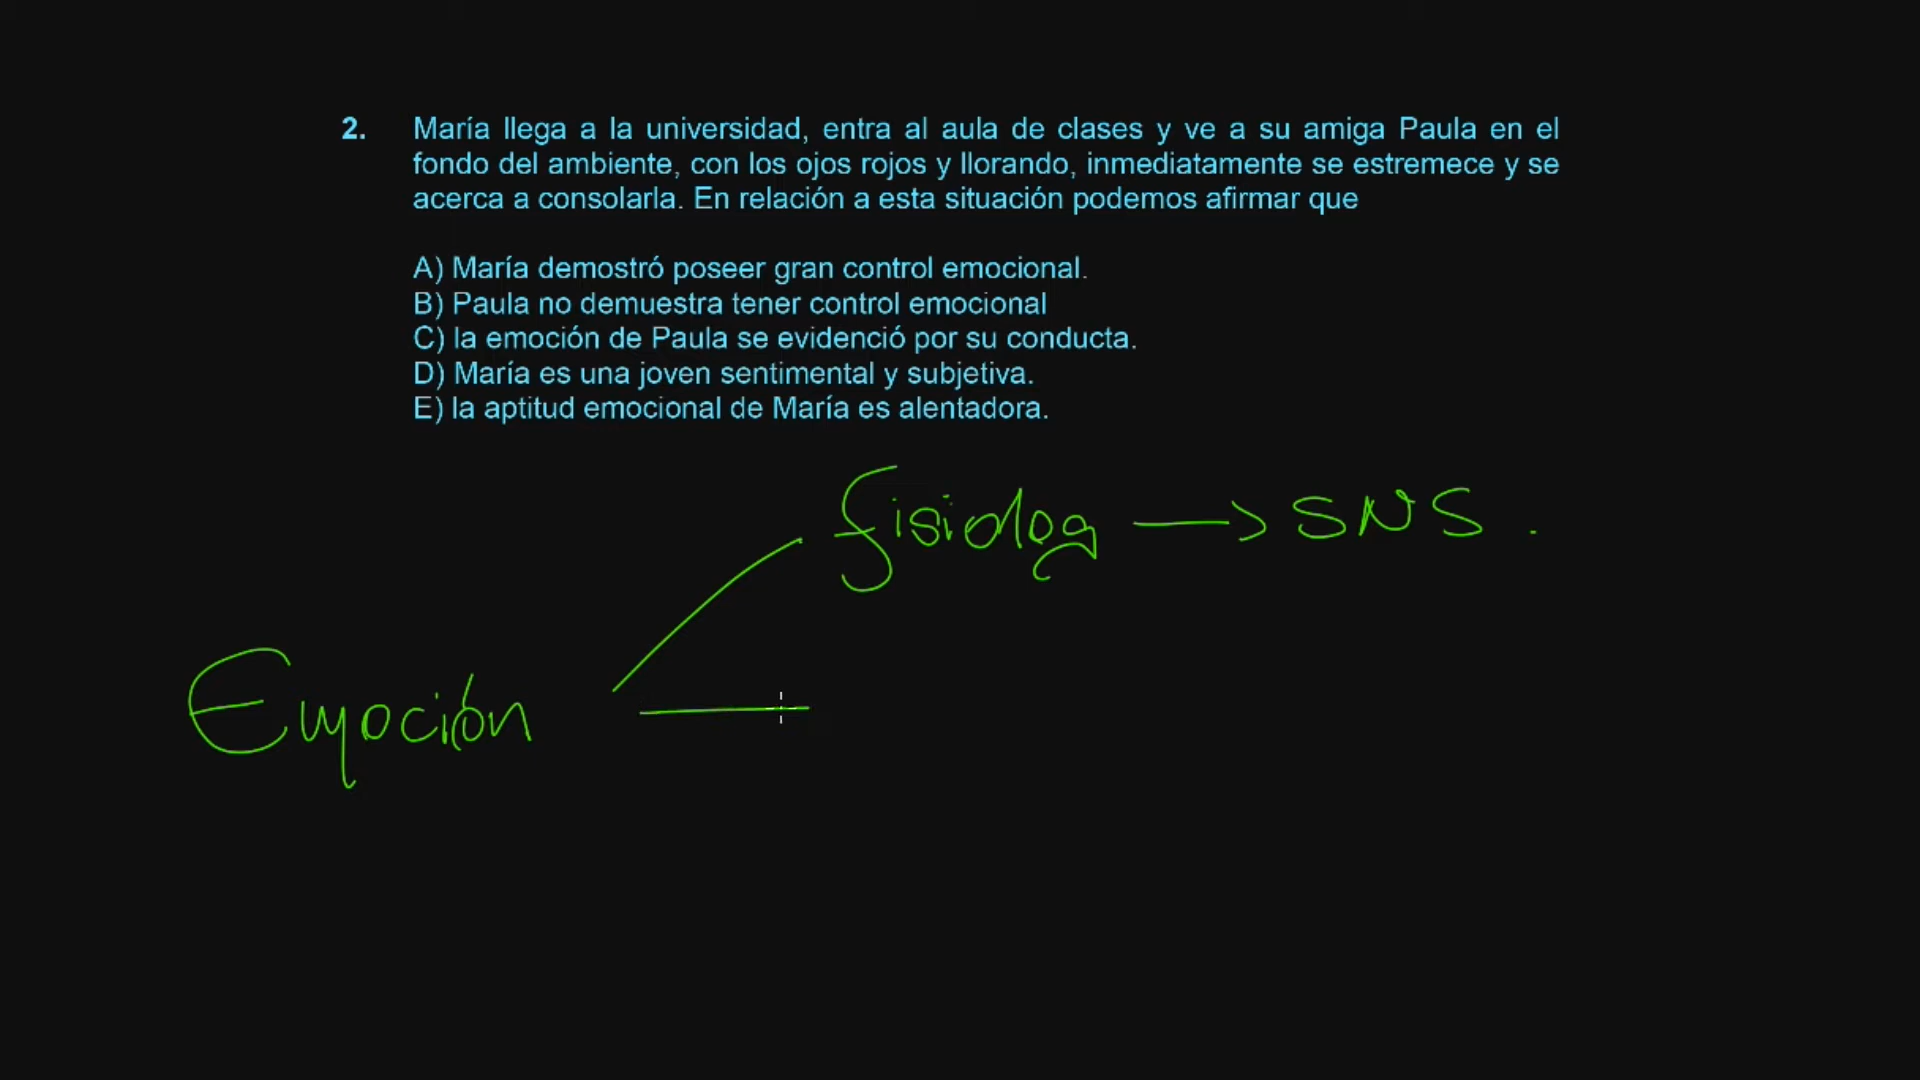 2. María llega a la universidad, entra al aula de clases y ve a su amiga Paula en el
fondo del ambiente, con los ojos rojos y llorando, inmediatamente se estremece y se
acerca a consolarla. En relación a esta situación podemos afirmar que
A) María demostró poseer gran control emocional.
B) Paula no demuestra tener control emocional
C) la emoción de Paula se evidenció por su conducta.
D) María es una joven sentimental y subjetiva.
E) la aptitud emocional de María es alentadora.
fisiolog → SNS .
Emoción